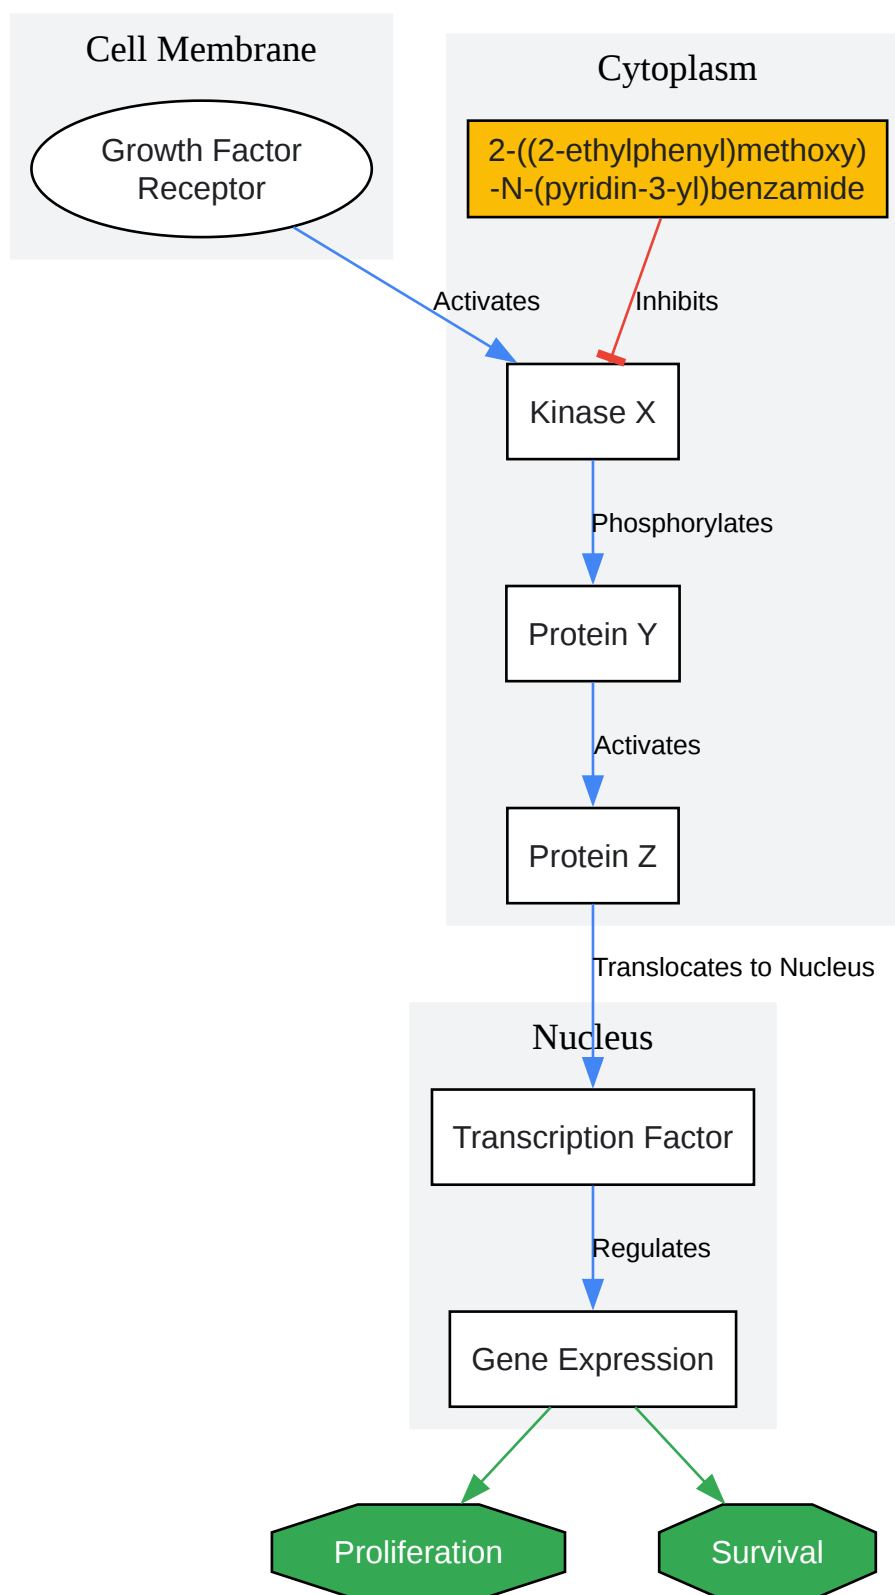 Cell Membrane
Growth Factor
Receptor
Cytoplasm
2-((2-ethylphenyl)methoxy)
-N-(pyridin-3-yl)benzamide
Activates
Inhibits
Kinase X
Phosphorylates
Protein Y
Activates
Protein Z
Translocates to Nucleus
Nucleus
Transcription Factor
Regulates
Gene Expression
Proliferation
Survival